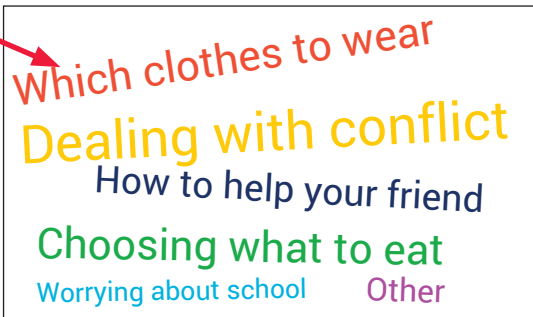 Which clothes to wear
Dealing with conflict
How to help your friend
Choosing what to eat
Worrying about school Other